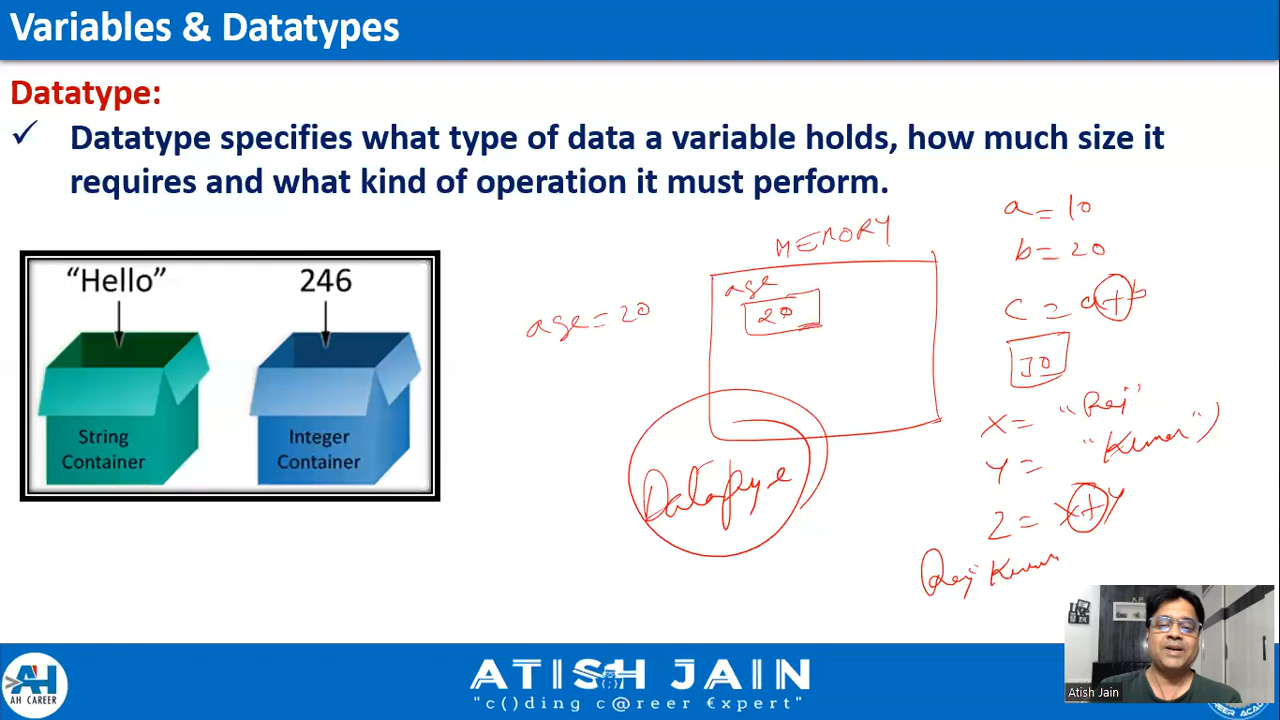 Variables & Datatypes
Datatype:
✓ Datatype specifies what type of data a variable holds, how much size it
requires and what kind of operation it must perform.
"Hello"
246
String
Container
Integer
Container
age = 20
MEMORY
age
20
Datatpye
a = 10
b = 20
c = a+b
30
x = "Raj"
y = "Kumar")
z = x+y
Raj Kumar
ATISH JAIN
"c()ding c@reer €xpert"
AH
AH CAREER
Atish Jain